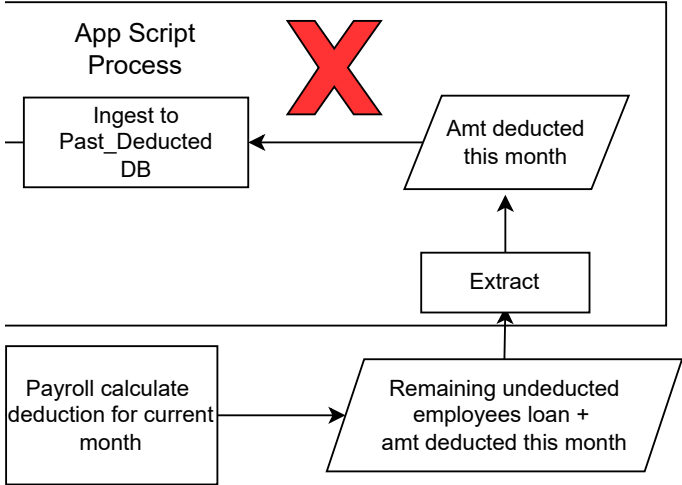 App Script
Process
Ingest to
Past_Deducted
DB
Amt deducted
this month
Extract
Payroll calculate
deduction for current
month
Remaining undeducted
employees loan +
amt deducted this month